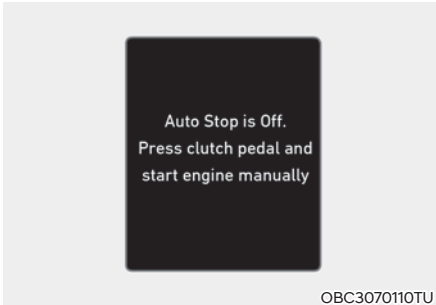 Auto Stop is Off.
Press clutch pedal and
start engine manually
OBC3070110TU